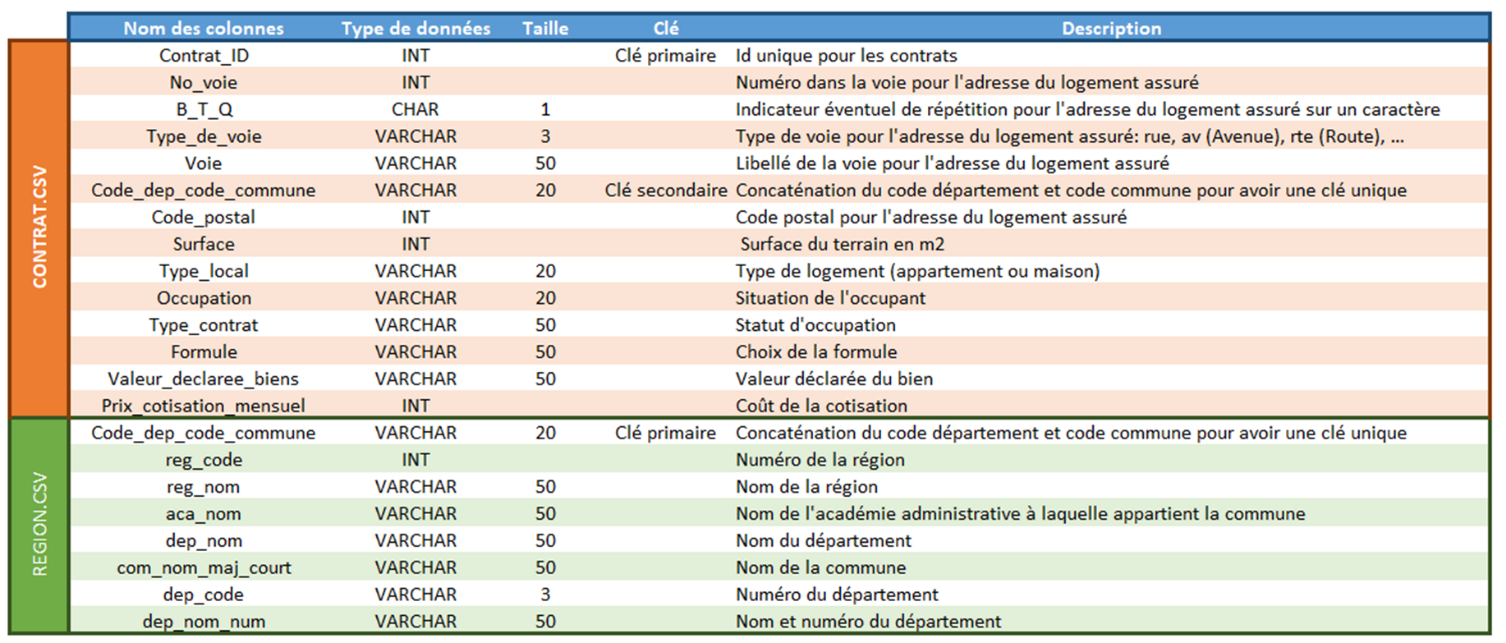 Nom des colonnes Type de données Taille Clé Description
CONTRAT.CSV
Contrat_ID INT Clé primaire Id unique pour les contrats
No_voie INT Numéro dans la voie pour l'adresse du logement assuré
B_T_Q CHAR 1 Indicateur éventuel de répétition pour l'adresse du logement assuré sur un caractère
Type_de_voie VARCHAR 3 Type de voie pour l'adresse du logement assuré: rue, av (Avenue), rte (Route), ...
Voie VARCHAR 50 Libellé de la voie pour l'adresse du logement assuré
Code_dep_code_commune VARCHAR 20 Clé secondaire Concaténation du code département et code commune pour avoir une clé unique
Code_postal INT Code postal pour l'adresse du logement assuré
Surface INT Surface du terrain en m2
Type_local VARCHAR 20 Type de logement (appartement ou maison)
Occupation VARCHAR 20 Situation de l'occupant
Type_contrat VARCHAR 50 Statut d'occupation
Formule VARCHAR 50 Choix de la formule
Valeur_declaree_biens VARCHAR 50 Valeur déclarée du bien
Prix_cotisation_mensuel INT Coût de la cotisation
REGION.CSV
Code_dep_code_commune VARCHAR 20 Clé primaire Concaténation du code département et code commune pour avoir une clé unique
reg_code INT Numéro de la région
reg_nom VARCHAR 50 Nom de la région
aca_nom VARCHAR 50 Nom de l'académie administrative à laquelle appartient la commune
dep_nom VARCHAR 50 Nom du département
com_nom_maj_court VARCHAR 50 Nom de la commune
dep_code VARCHAR 3 Numéro du département
dep_nom_num VARCHAR 50 Nom et numéro du département